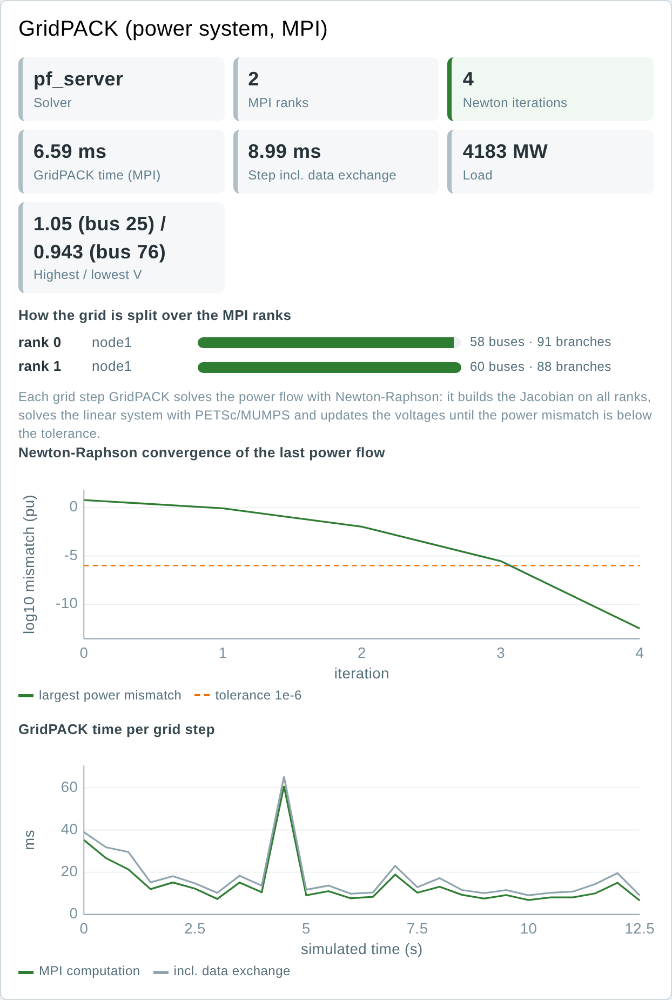 GridPACK (power system, MPI)
pf_server
Solver
2
MPI ranks
4
Newton iterations
6.59 ms
GridPACK time (MPI)
8.99 ms
Step incl. data exchange
4183 MW
Load
1.05 (bus 25) /
0.943 (bus 76)
Highest / lowest V
How the grid is split over the MPI ranks
rank 0 node1 58 buses · 91 branches
rank 1 node1 60 buses · 88 branches
Each grid step GridPACK solves the power flow with Newton-Raphson: it builds the Jacobian on all ranks,
solves the linear system with PETSc/MUMPS and updates the voltages until the power mismatch is below
the tolerance.
Newton-Raphson convergence of the last power flow
log10 mismatch (pu)
0
-5
-10
0 1 2 3 4
iteration
largest power mismatch tolerance 1e-6
GridPACK time per grid step
ms
60
40
20
0
0 2.5 5 7.5 10 12.5
simulated time (s)
MPI computation incl. data exchange